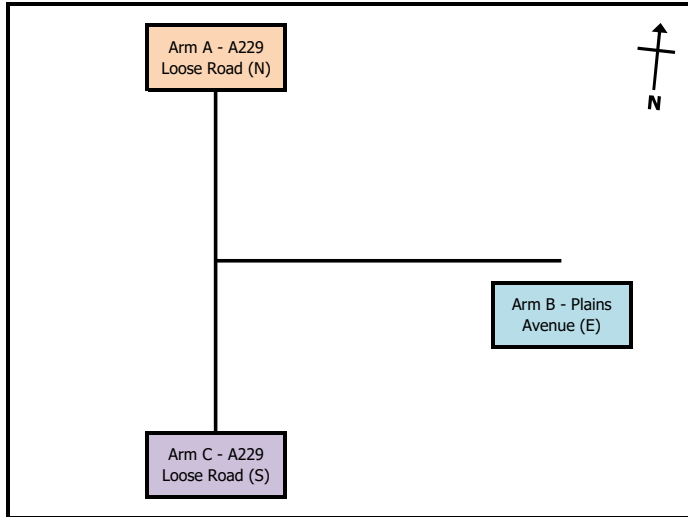 Arm A - A229
Loose Road (N)
N
Arm B - Plains
Avenue (E)
Arm C - A229
Loose Road (S)